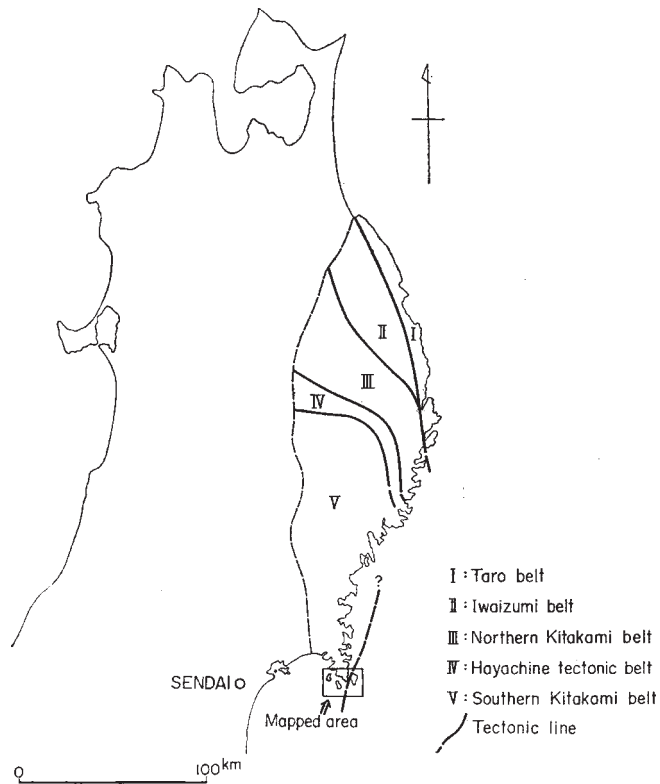 I
II
III
IV
V
?
SENDAI
Mapped area
I : Taro belt
II : Iwaizumi belt
III : Northern Kitakami belt
IV : Hayachine tectonic belt
V : Southern Kitakami belt
Tectonic line
0 100km